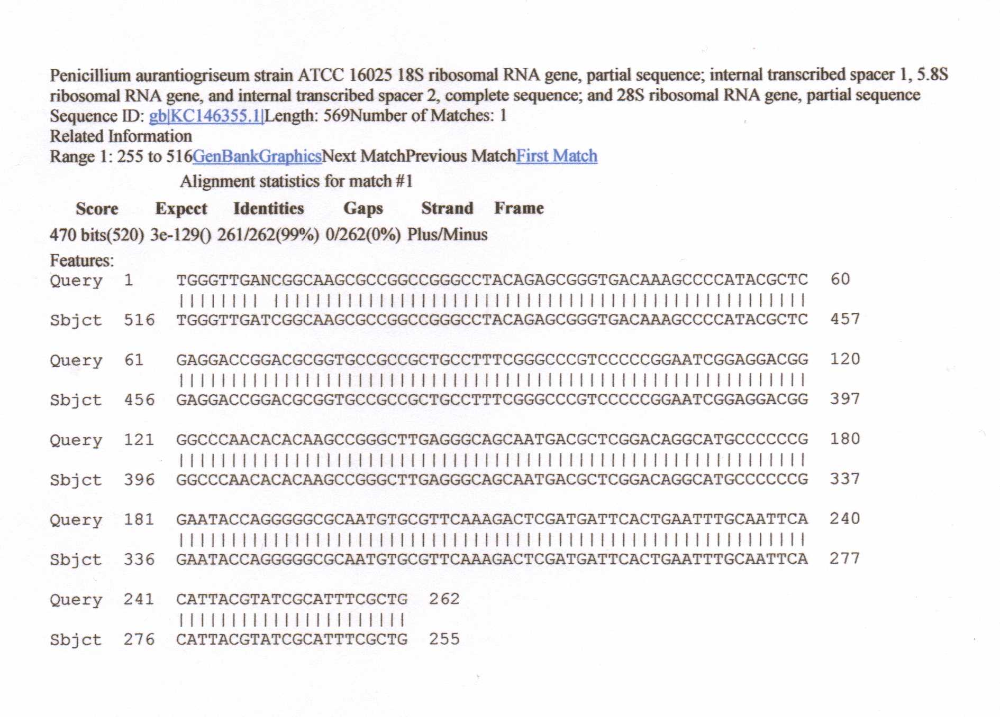 Penicillium aurantiogriseum strain ATCC 16025 18S ribosomal RNA gene, partial sequence; internal transcribed spacer 1, 5.8S
ribosomal RNA gene, and internal transcribed spacer 2, complete sequence; and 28S ribosomal RNA gene, partial sequence
Sequence ID: gb|KC146355.1|Length: 569Number of Matches: 1
Related Information
Range 1: 255 to 516GenBankGraphicsNext MatchPrevious MatchFirst Match
Alignment statistics for match #1
Score Expect Identities Gaps Strand Frame
470 bits(520) 3e-129() 261/262(99%) 0/262(0%) Plus/Minus
Features:
Query 1 TGGGTTGANCGGCAAGCGCCGGCCGGGCCTACAGAGCGGGTGACAAAGCCCCATACGCTC 60
|||||||| |||||||||||||||||||||||||||||||||||||||||||||||||||
Sbjct 516 TGGGTTGATCGGCAAGCGCCGGCCGGGCCTACAGAGCGGGTGACAAAGCCCCATACGCTC 457
Query 61 GAGGACCGGACGCGGTGCCGCCGCTGCCTTTCGGGCCCGTCCCCCGGAATCGGAGGACGG 120
||||||||||||||||||||||||||||||||||||||||||||||||||||||||||||
Sbjct 456 GAGGACCGGACGCGGTGCCGCCGCTGCCTTTCGGGCCCGTCCCCCGGAATCGGAGGACGG 397
Query 121 GGCCCAACACACAAGCCGGGCTTGAGGGCAGCAATGACGCTCGGACAGGCATGCCCCCCG 180
||||||||||||||||||||||||||||||||||||||||||||||||||||||||||||
Sbjct 396 GGCCCAACACACAAGCCGGGCTTGAGGGCAGCAATGACGCTCGGACAGGCATGCCCCCCG 337
Query 181 GAATACCAGGGGGCGCAATGTGCGTTCAAAGACTCGATGATTCACTGAATTTGCAATTCA 240
||||||||||||||||||||||||||||||||||||||||||||||||||||||||||||
Sbjct 336 GAATACCAGGGGGCGCAATGTGCGTTCAAAGACTCGATGATTCACTGAATTTGCAATTCA 277
Query 241 CATTACGTATCGCATTTCGCTG 262
||||||||||||||||||||||
Sbjct 276 CATTACGTATCGCATTTCGCTG 255